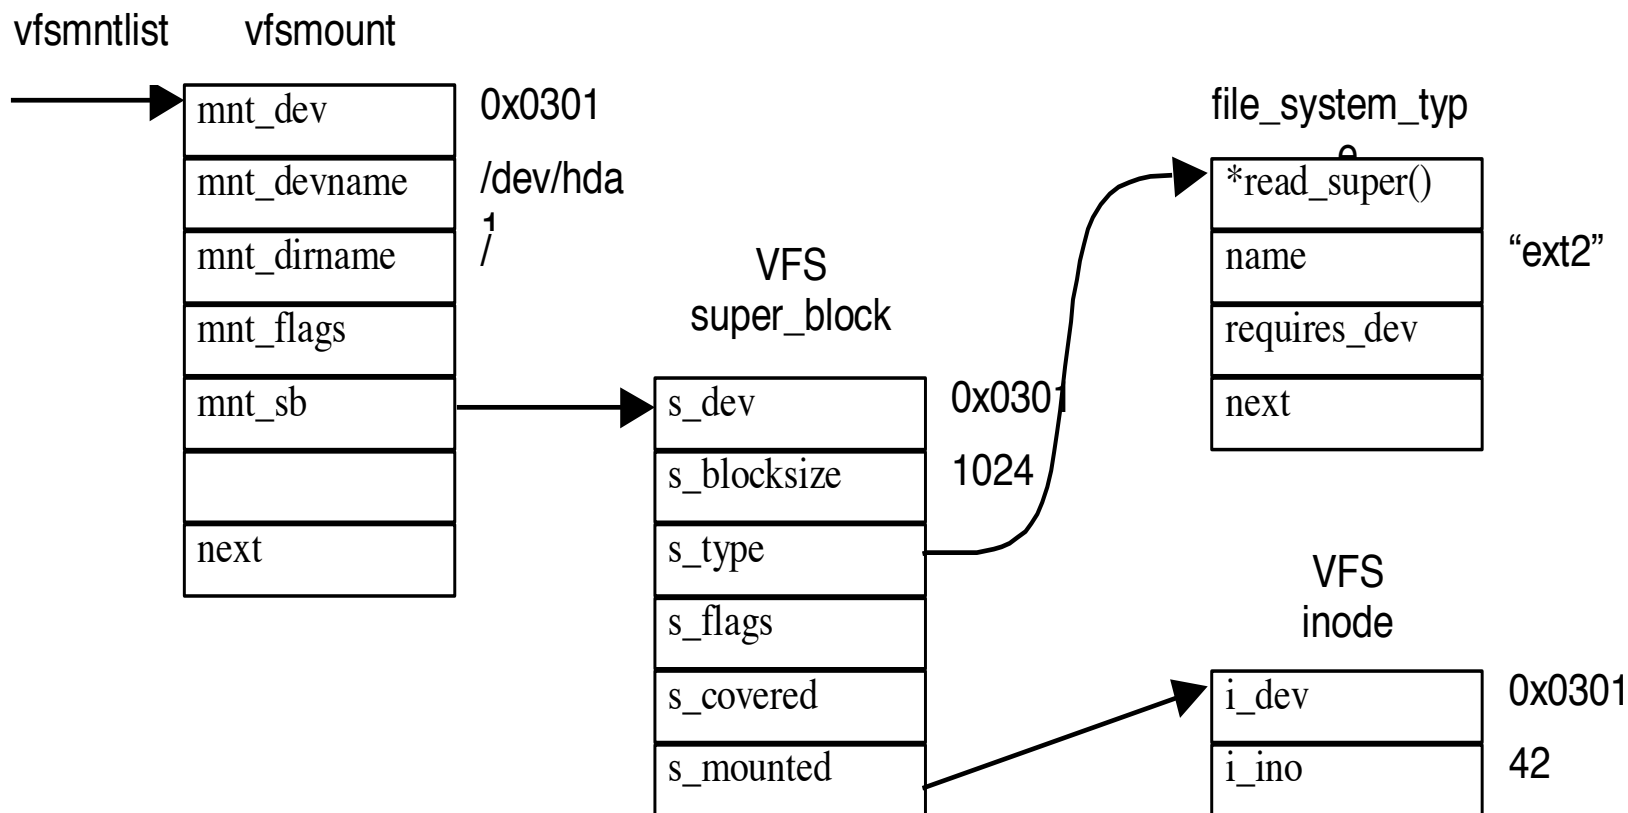 vfsmntlist
vfsmount
mnt_dev
0x0301
mnt_devname
/dev/hda
1
mnt_dirname
/
mnt_flags
mnt_sb
next
VFS
super_block
s_dev
0x0301
s_blocksize
1024
s_type
s_flags
s_covered
s_mounted
file_system_typ
e
*read_super()
name
“ext2”
requires_dev
next
VFS
inode
i_dev
0x0301
i_ino
42